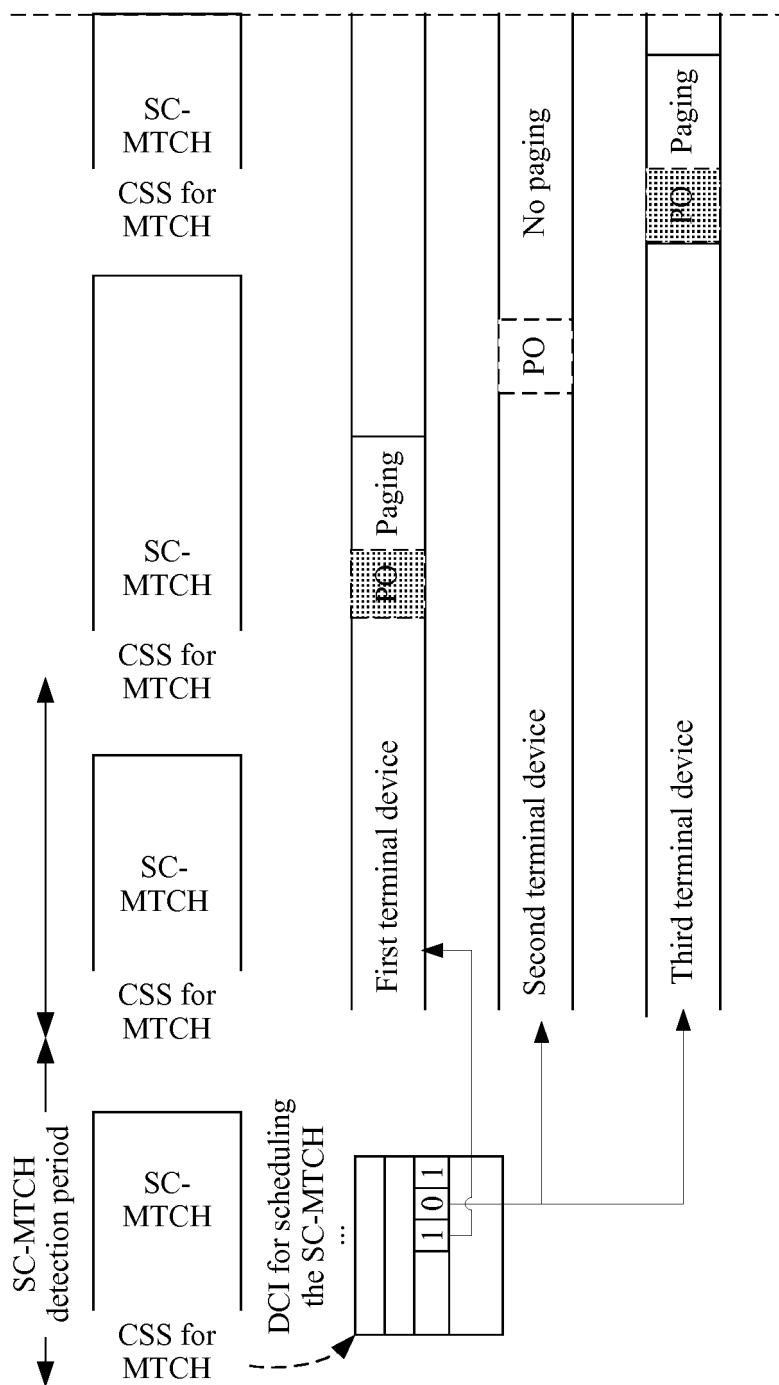 SC-MTCH
detection period
CSS for
MTCH
SC-
MTCH
CSS for
MTCH
SC-
MTCH
CSS for
MTCH
SC-
MTCH
CSS for
MTCH
SC-
MTCH
DCI for scheduling
the SC-MTCH
...
1 0 1
First terminal device
PO
Paging
Second terminal device
PO
No paging
Third terminal device
PO
Paging